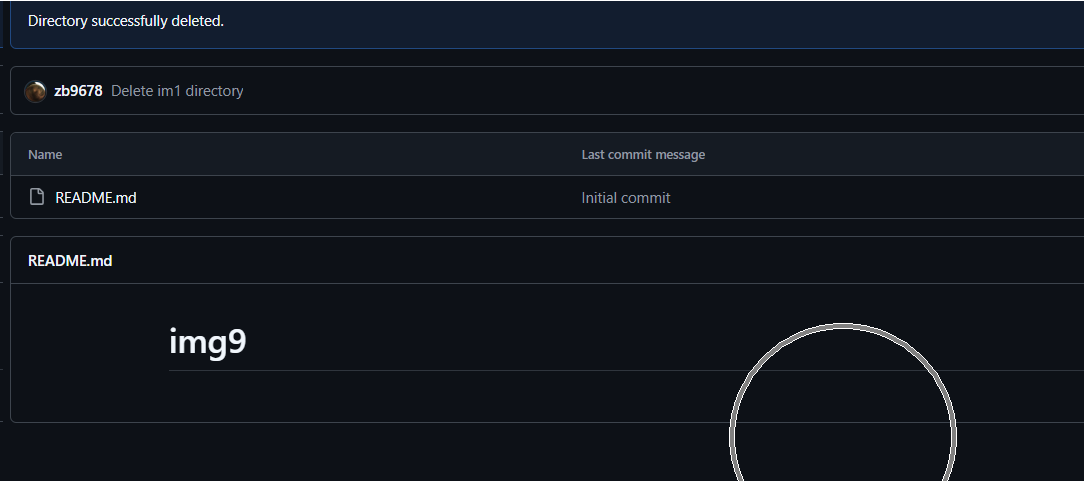 Directory successfully deleted.
zb9678 Delete im1 directory
Name Last commit message
README.md Initial commit
README.md
img9